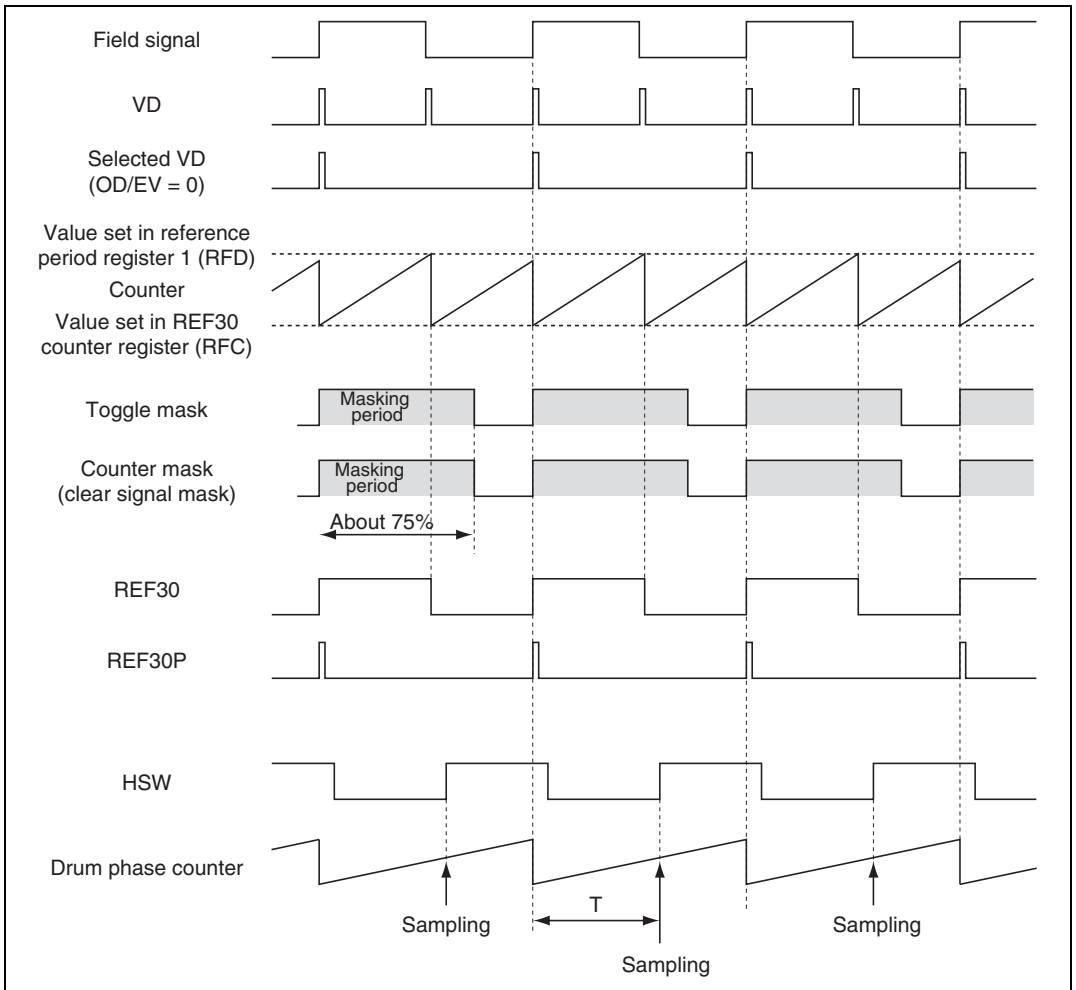 Field signal
VD
Selected VD
(OD/EV = 0)
Value set in reference
period register 1 (RFD)
Counter
Value set in REF30
counter register (RFC)
Toggle mask
Masking
period
Counter mask
(clear signal mask)
Masking
period
About 75%
REF30
REF30P
HSW
Drum phase counter
T
Sampling
Sampling
Sampling